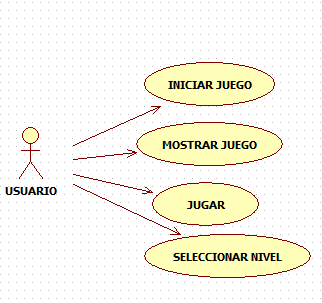 INICIAR JUEGO
MOSTRAR JUEGO
USUARIO
JUGAR
SELECCIONAR NIVEL